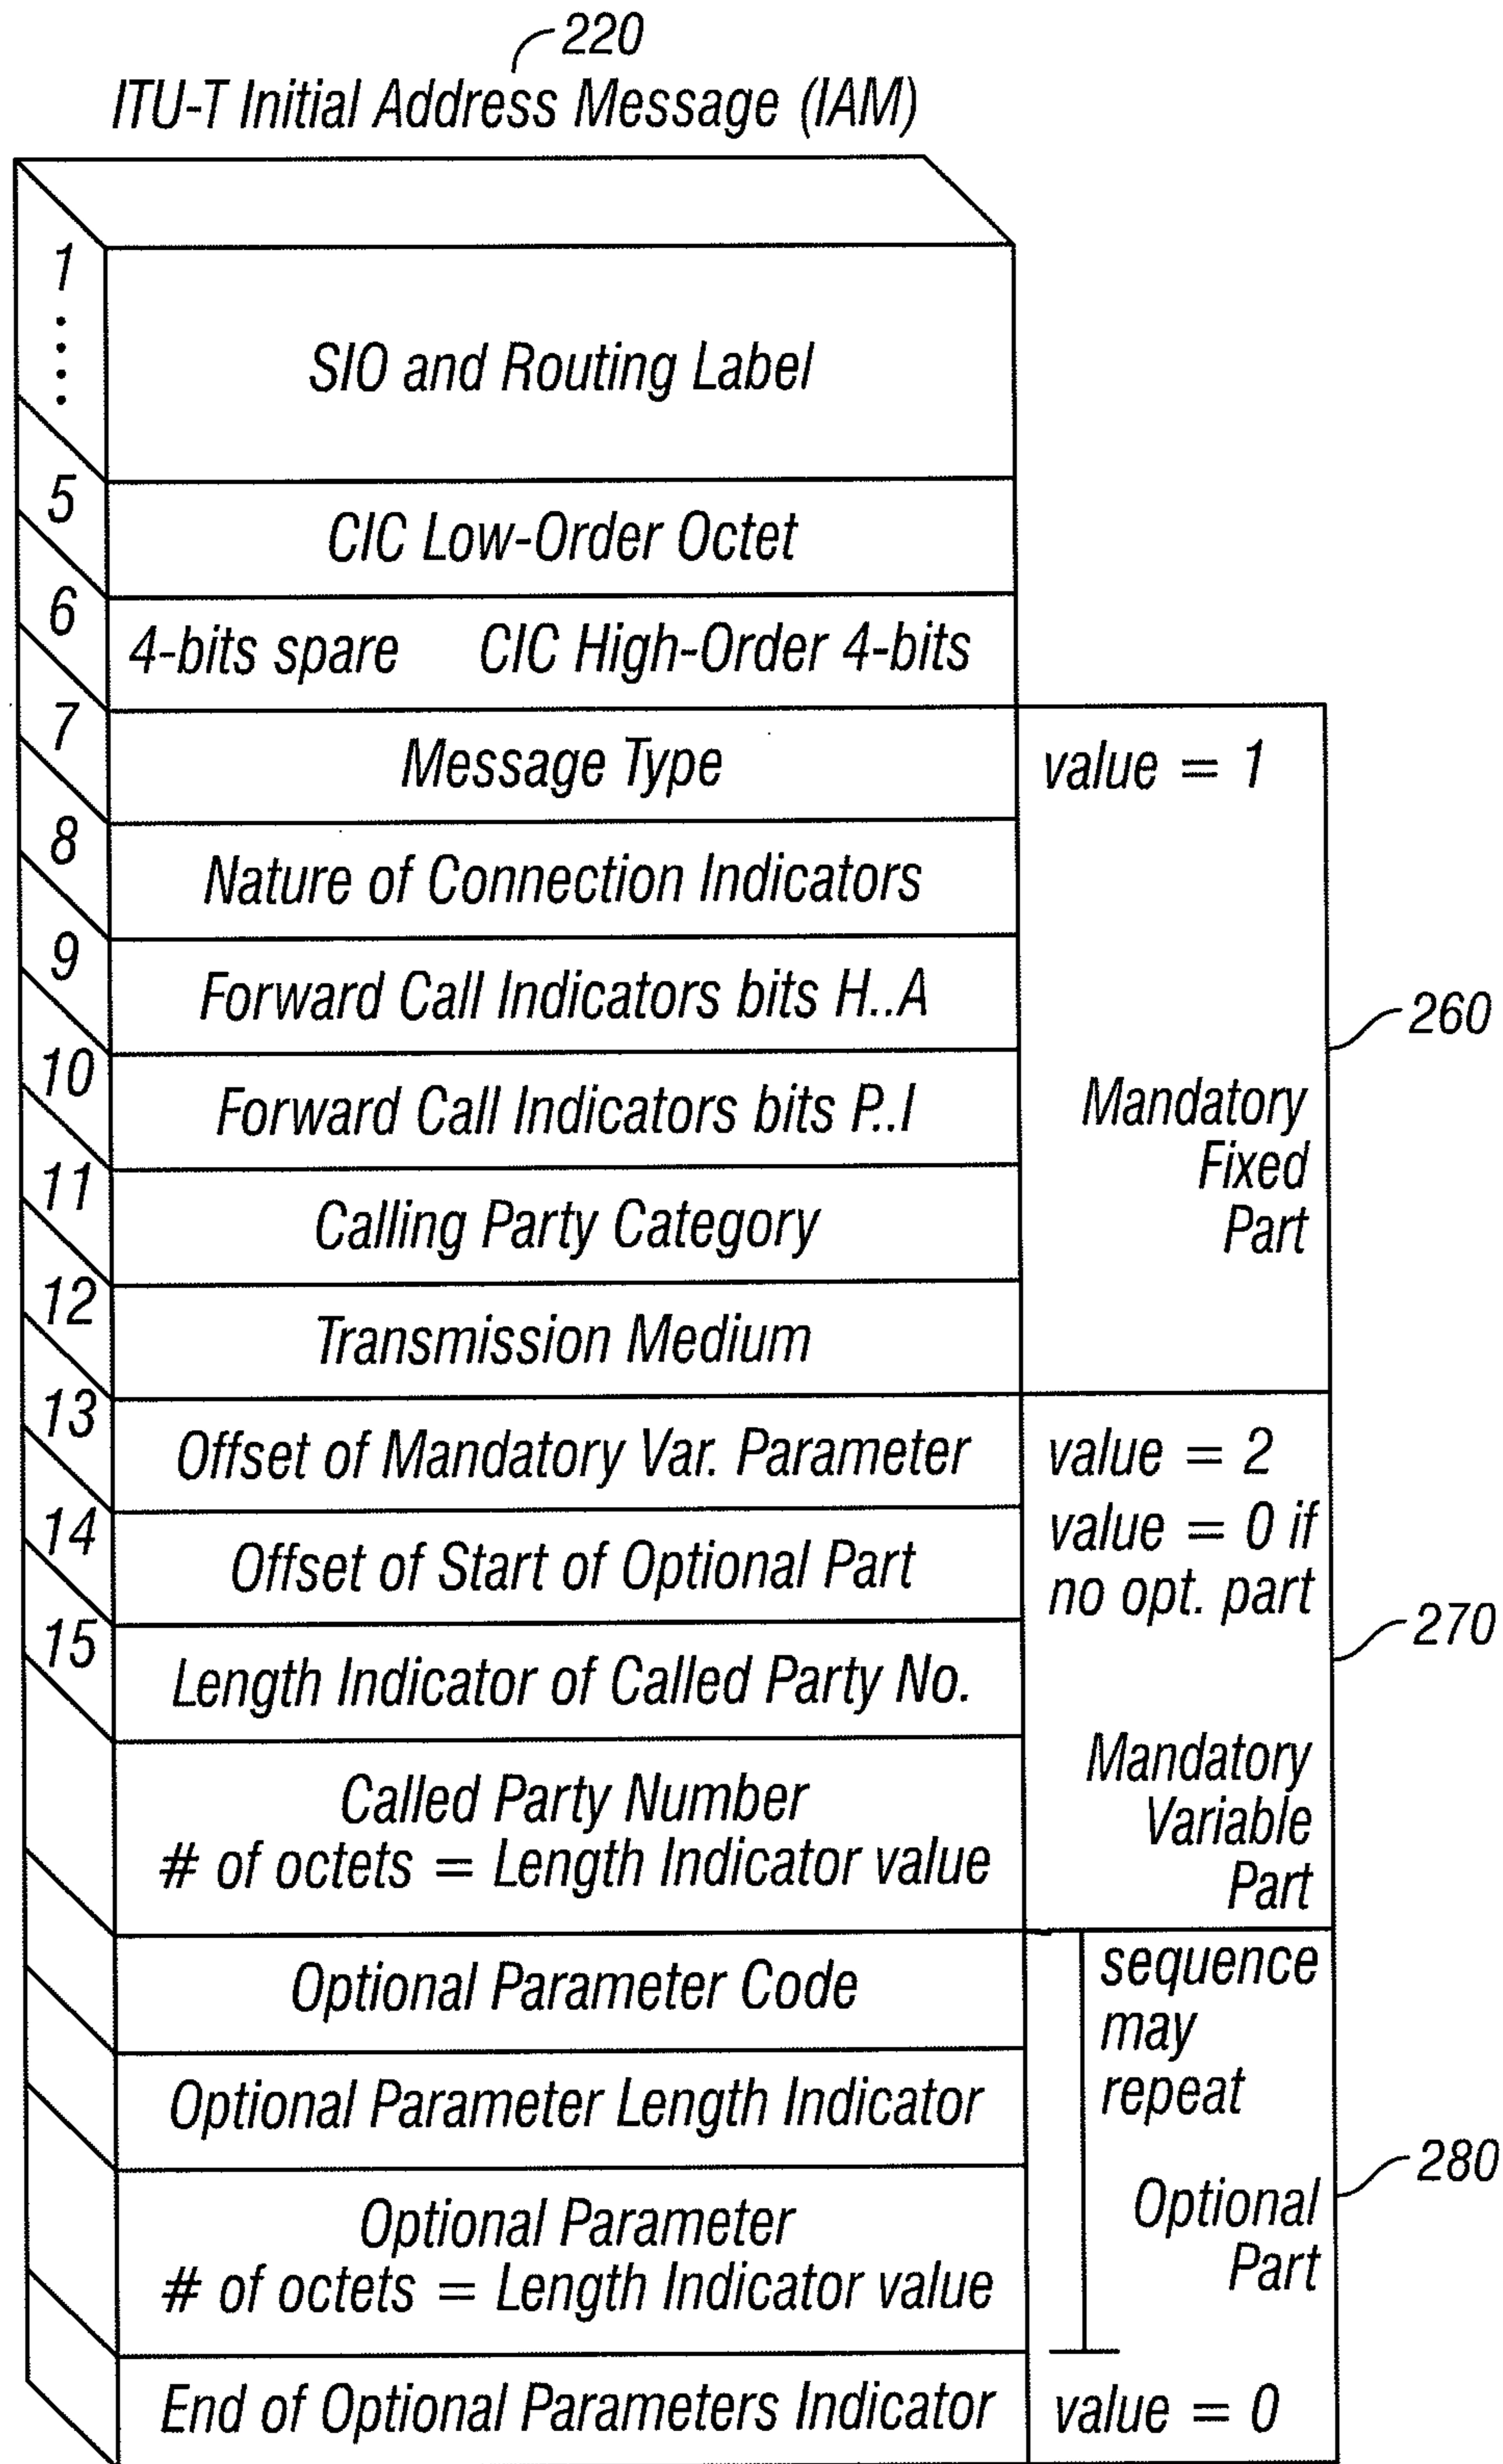 220
ITU-T Initial Address Message (IAM)
1
SIO and Routing Label
5
CIC Low-Order Octet
6
4-bits spare CIC High-Order 4-bits
7
Message Type
value = 1
8
Nature of Connection Indicators
9
Forward Call Indicators bits H..A
260
10
Forward Call Indicators bits P..I
Mandatory
Fixed
Part
11
Calling Party Category
12
Transmission Medium
13
Offset of Mandatory Var. Parameter
value = 2
14
Offset of Start of Optional Part
value = 0 if
no opt. part
270
15
Length Indicator of Called Party No.
Called Party Number
# of octets = Length Indicator value
Mandatory
Variable
Part
Optional Parameter Code
sequence
may
repeat
Optional Parameter Length Indicator
280
Optional Parameter
# of octets = Length Indicator value
Optional
Part
End of Optional Parameters Indicator
value = 0